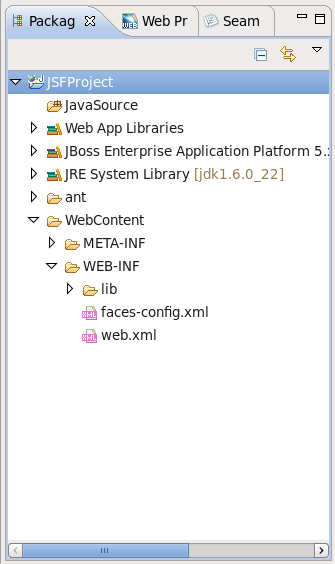 Packag Web Pr Seam
JSFProject
JavaSource
Web App Libraries
JBoss Enterprise Application Platform 5.
JRE System Library [jdk1.6.0_22]
ant
WebContent
META-INF
WEB-INF
lib
faces-config.xml
web.xml